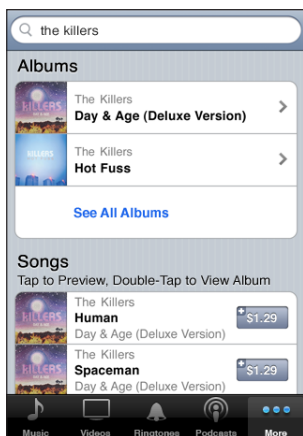 the killers
Albums
The Killers
Day & Age (Deluxe Version)
The Killers
Hot Fuss
See All Albums
Songs
Tap to Preview, Double-Tap to View Album
The Killers
Human
Day & Age (Deluxe Version)
$1.29
The Killers
Spaceman
Day & Age (Deluxe Version)
$1.29
Music Videos Ringtones Podcasts More